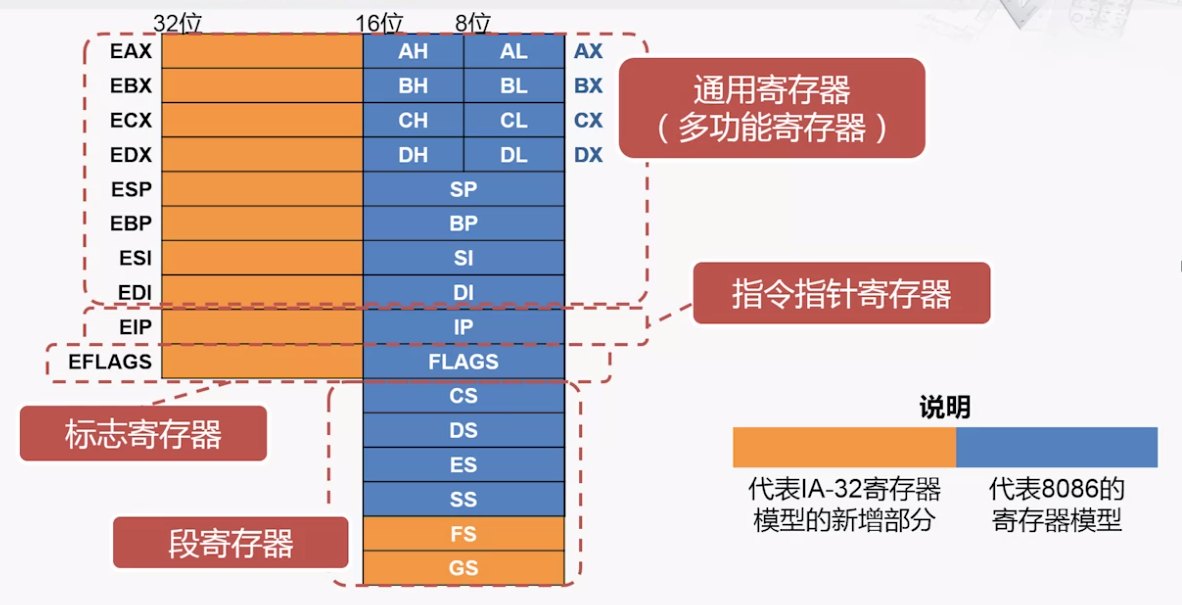 32位 16位 8位
EAX AH AL AX
EBX BH BL BX
ECX CH CL CX
EDX DH DL DX
通用寄存器
（多功能寄存器）
ESP SP
EBP BP
ESI SI
EDI DI
指令指针寄存器
EIP IP
EFLAGS FLAGS
标志寄存器
CS
DS
ES
SS
FS
GS
段寄存器
说明
代表IA-32寄存器
模型的新增部分
代表8086的
寄存器模型